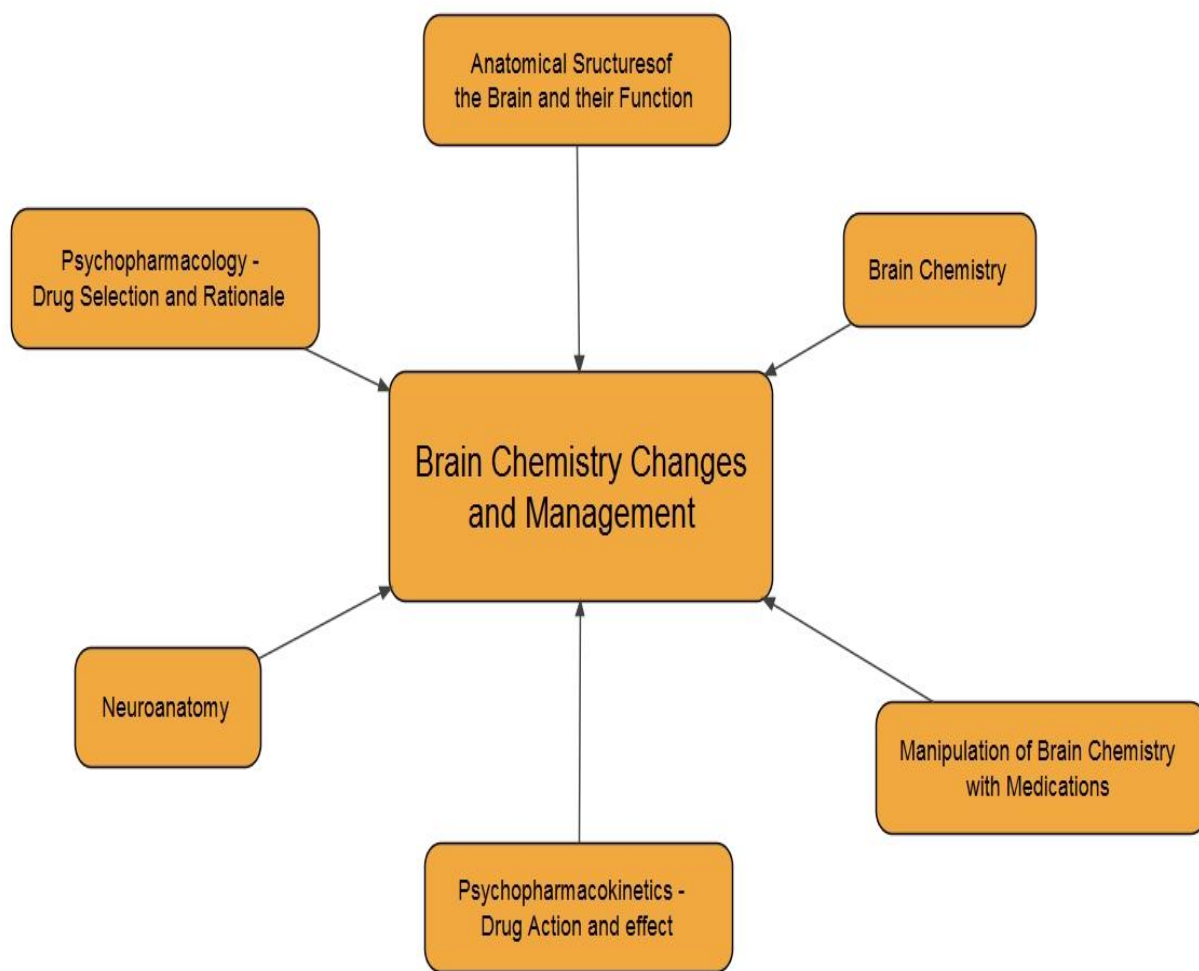 Anatomical Sructuresof
the Brain and their Function
Psychopharmacology -
Drug Selection and Rationale
Brain Chemistry
Brain Chemistry Changes
and Management
Neuroanatomy
Manipulation of Brain Chemistry
with Medications
Psychopharmacokinetics -
Drug Action and effect